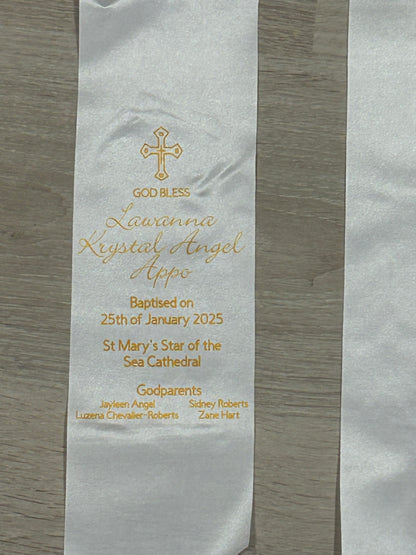 GOD BLESS
Lawanna
Krystal Angel
Appo
Baptised on
25th of January 2025
St Mary's Star of the
Sea Cathedral
Godparents
Jayleen Angel Sidney Roberts
Luzena Chevalier-Roberts Zane Hart